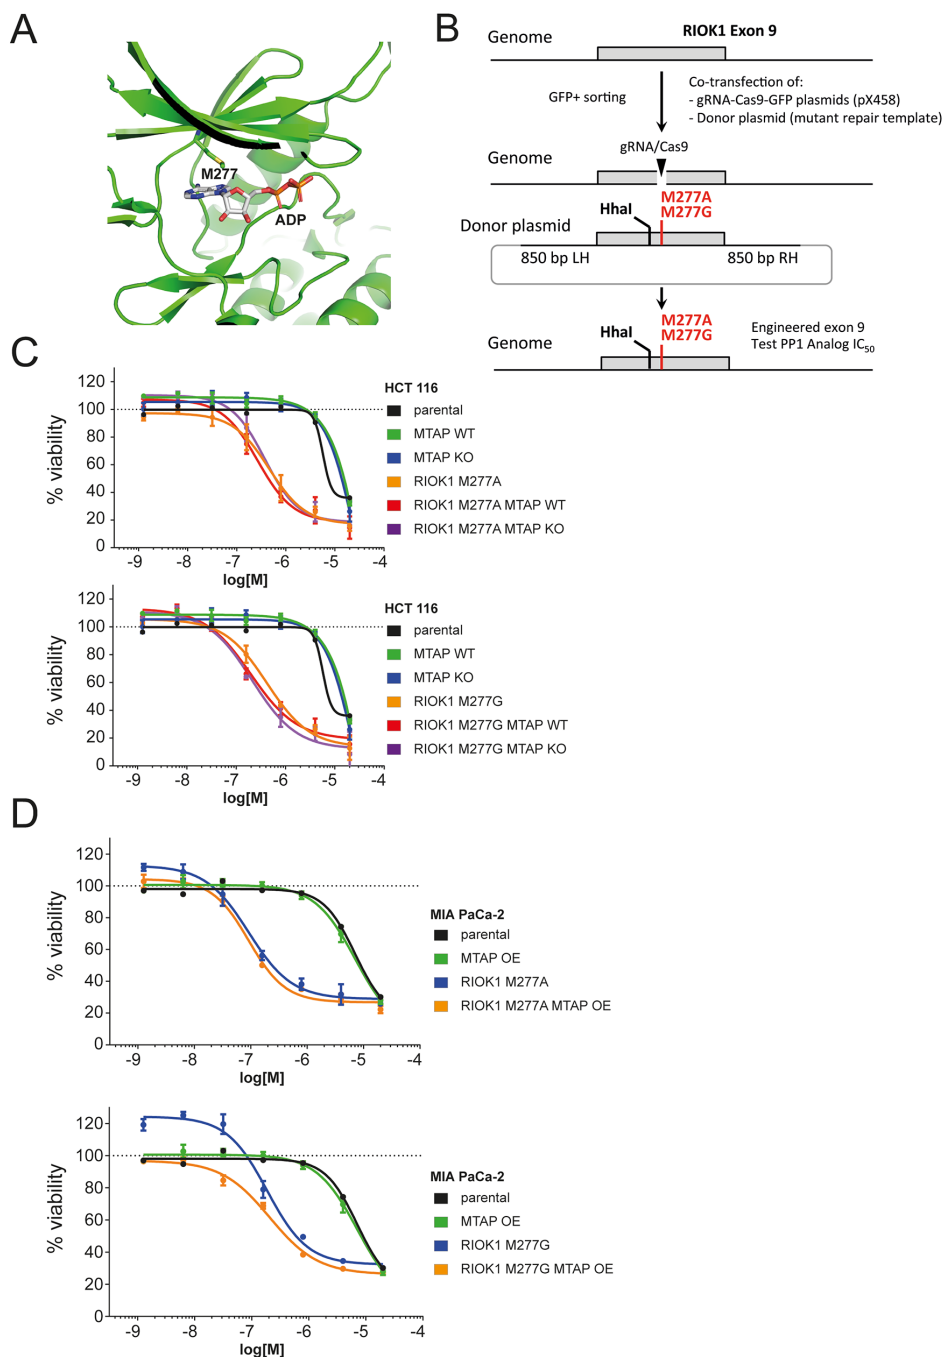 A
M277
ADP
B
Genome
RIOK1 Exon 9
GFP+ sorting
Co-transfection of:
- gRNA-Cas9-GFP plasmids (pX458)
- Donor plasmid (mutant repair template)
gRNA/Cas9
Genome
M277A
M277G
HhaI
Donor plasmid
850 bp LH
850 bp RH
M277A
M277G
HhaI
Genome
Engineered exon 9
Test PP1 Analog IC50
C
% viability
120
100
80
60
40
20
0
-9
-8
-7
-6
-5
-4
log[M]
HCT 116
parental
MTAP WT
MTAP KO
RIOK1 M277A
RIOK1 M277A MTAP WT
RIOK1 M277A MTAP KO
% viability
120
100
80
60
40
20
0
-9
-8
-7
-6
-5
-4
log[M]
HCT 116
parental
MTAP WT
MTAP KO
RIOK1 M277G
RIOK1 M277G MTAP WT
RIOK1 M277G MTAP KO
D
% viability
120
100
80
60
40
20
0
-9
-8
-7
-6
-5
-4
log[M]
MIA PaCa-2
parental
MTAP OE
RIOK1 M277A
RIOK1 M277A MTAP OE
% viability
120
100
80
60
40
20
0
-9
-8
-7
-6
-5
-4
log[M]
MIA PaCa-2
parental
MTAP OE
RIOK1 M277G
RIOK1 M277G MTAP OE